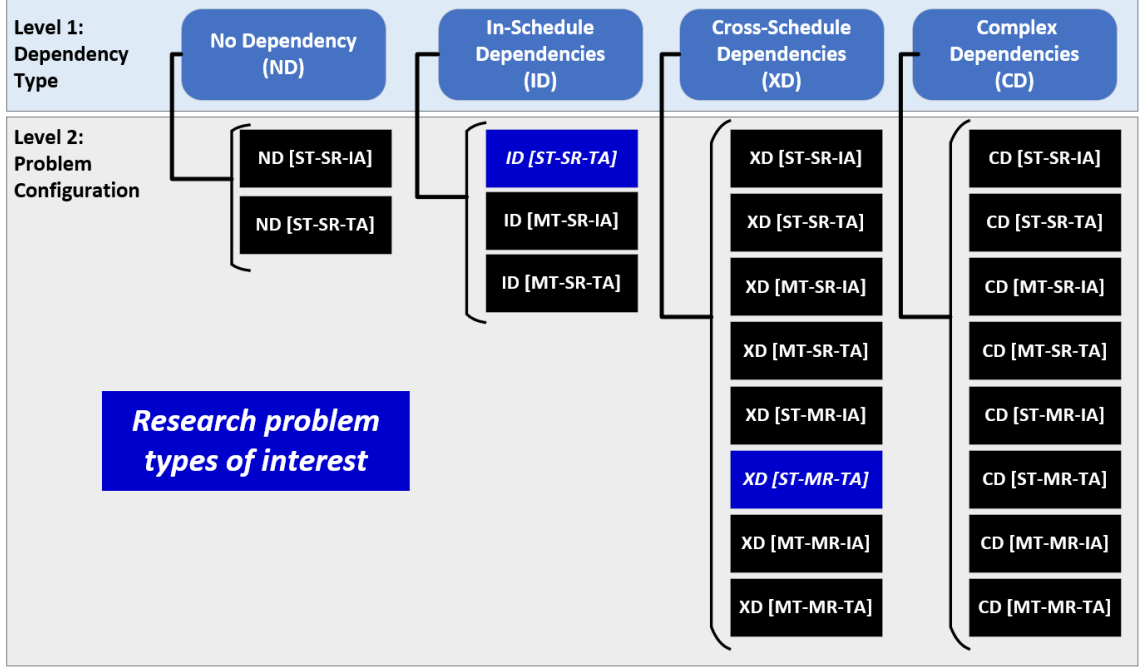 Level 1:
Dependency
Type
No Dependency
(ND)
In-Schedule
Dependencies
(ID)
Cross-Schedule
Dependencies
(XD)
Complex
Dependencies
(CD)
Level 2:
Problem
Configuration
ND [ST-SR-IA]
ND [ST-SR-TA]
ID [ST-SR-TA]
ID [MT-SR-IA]
ID [MT-SR-TA]
XD [ST-SR-IA]
XD [ST-SR-TA]
XD [MT-SR-IA]
XD [MT-SR-TA]
XD [ST-MR-IA]
XD [ST-MR-TA]
XD [MT-MR-IA]
XD [MT-MR-TA]
CD [ST-SR-IA]
CD [ST-SR-TA]
CD [MT-SR-IA]
CD [MT-SR-TA]
CD [ST-MR-IA]
CD [ST-MR-TA]
CD [MT-MR-IA]
CD [MT-MR-TA]
Research problem
types of interest